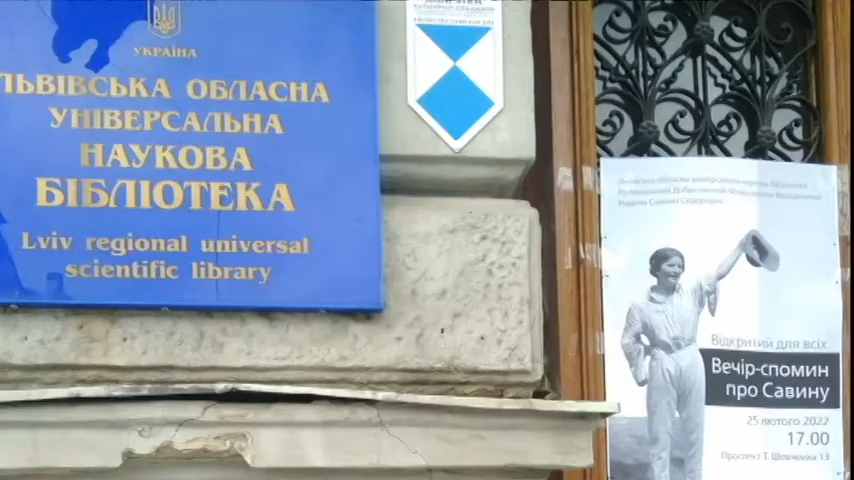 УКРАЇНА
ЛЬВІВСЬКА ОБЛАСНА
УНІВЕРСАЛЬНА
НАУКОВА
БІБЛІОТЕКА
Lviv regional universal
scientific library
Відкритий для всіх
Вечір-спомин
про Савину
25 лютого 2022
17.00
Проспект Т. Шевченка 13